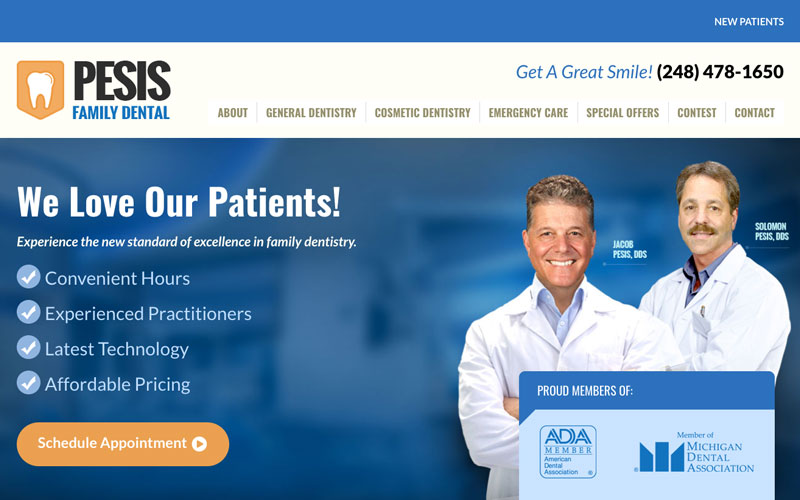 NEW PATIENTS
PESIS
FAMILY DENTAL
Get A Great Smile! (248) 478-1650
ABOUT
GENERAL DENTISTRY
COSMETIC DENTISTRY
EMERGENCY CARE
SPECIAL OFFERS
CONTEST
CONTACT
We Love Our Patients!
Experience the new standard of excellence in family dentistry.
Convenient Hours
Experienced Practitioners
Latest Technology
Affordable Pricing
Schedule Appointment
JACOB
PESIS, DDS
SOLOMON
PESIS, DDS
PROUD MEMBERS OF:
ADA
MEMBER
American
Dental
Association ®
Member of
MICHIGAN
DENTAL
ASSOCIATION
®